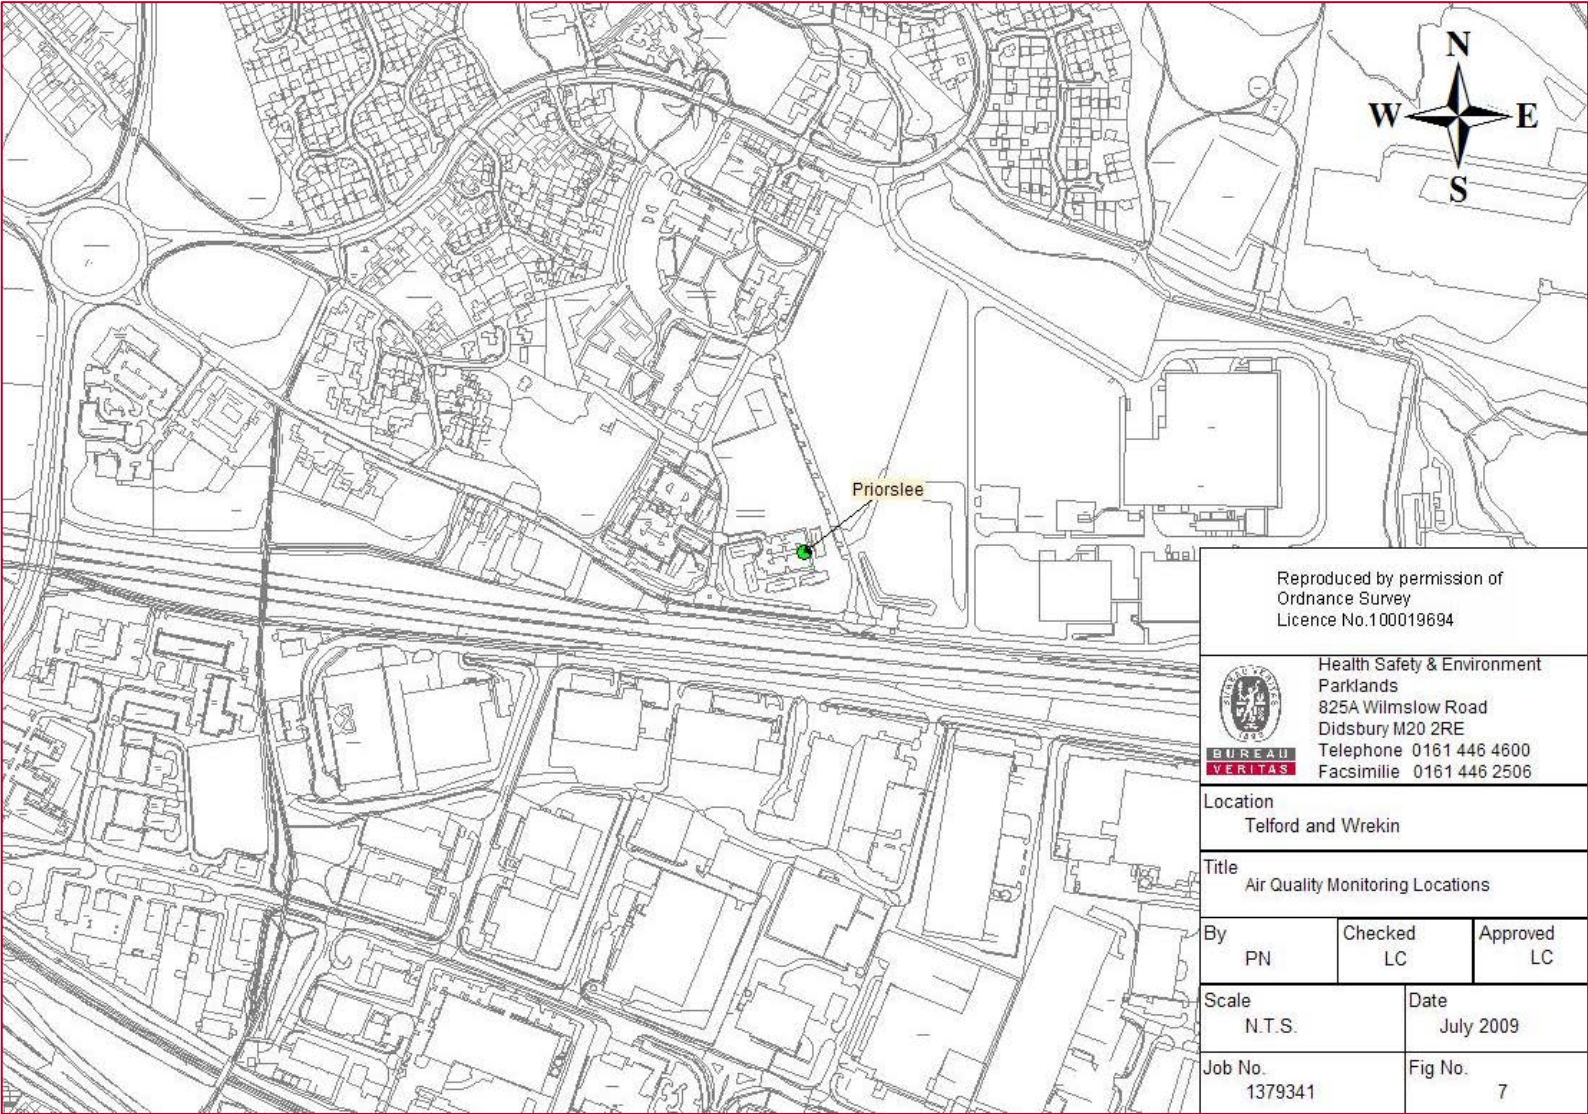 N
W E
S
Priorslee
Reproduced by permission of
Ordnance Survey
Licence No.100019694
BUREAU
VERITAS
Health Safety & Environment
Parklands
825A Wilmslow Road
Didsbury M20 2RE
Telephone 0161 446 4600
Facsimilie 0161 446 2506
Location
Telford and Wrekin
Title
Air Quality Monitoring Locations
By
PN
Checked
LC
Approved
LC
Scale
N.T.S.
Date
July 2009
Job No.
1379341
Fig No.
7